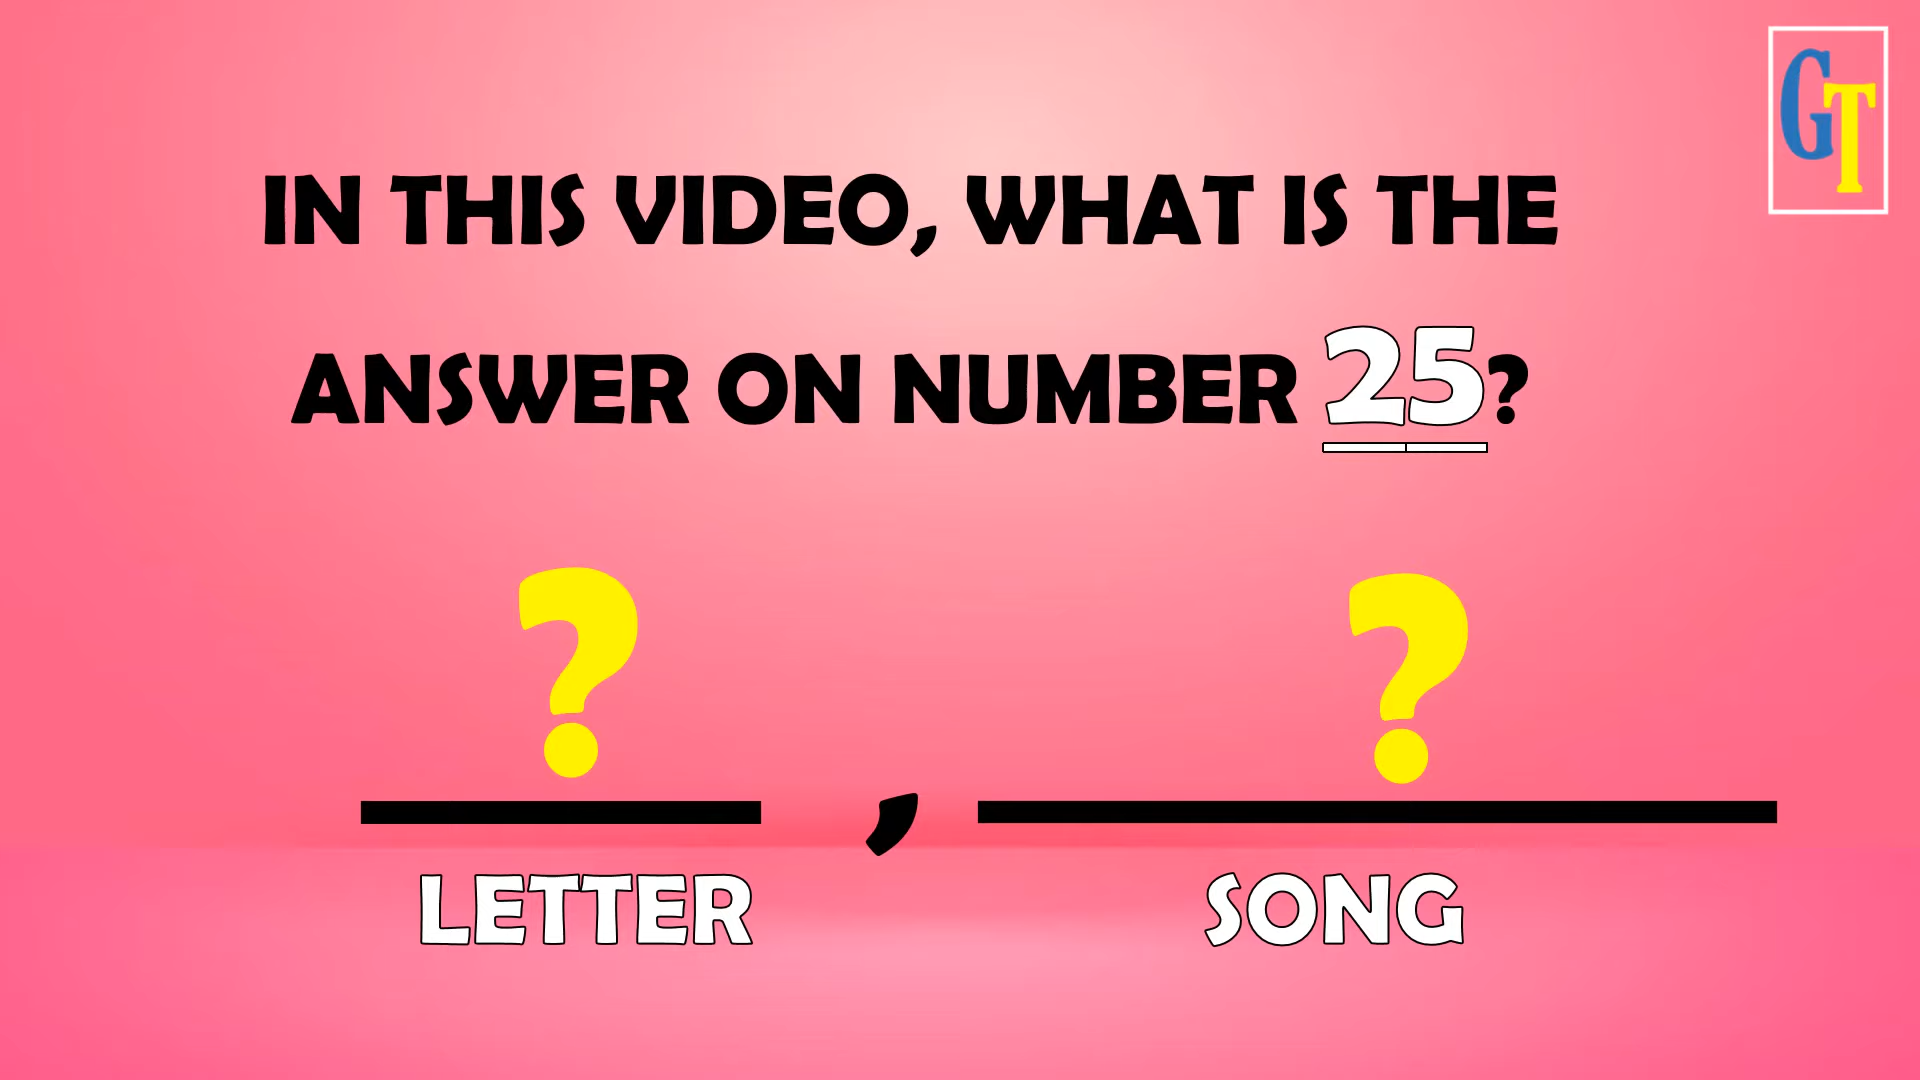 GT
IN THIS VIDEO, WHAT IS THE
ANSWER ON NUMBER 25?
? , ?
LETTER SONG